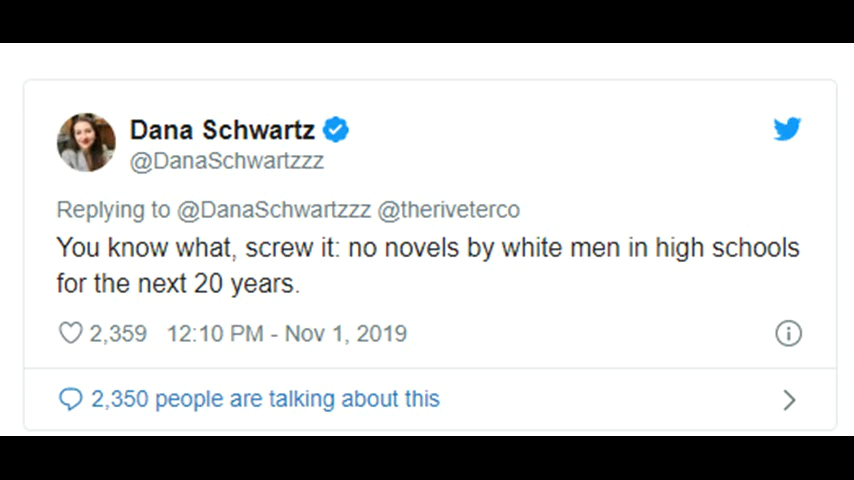 Dana Schwartz
@DanaSchwartzzz
Replying to @DanaSchwartzzz @theriveterco
You know what, screw it: no novels by white men in high schools
for the next 20 years.
2,359 12:10 PM - Nov 1, 2019
2,350 people are talking about this